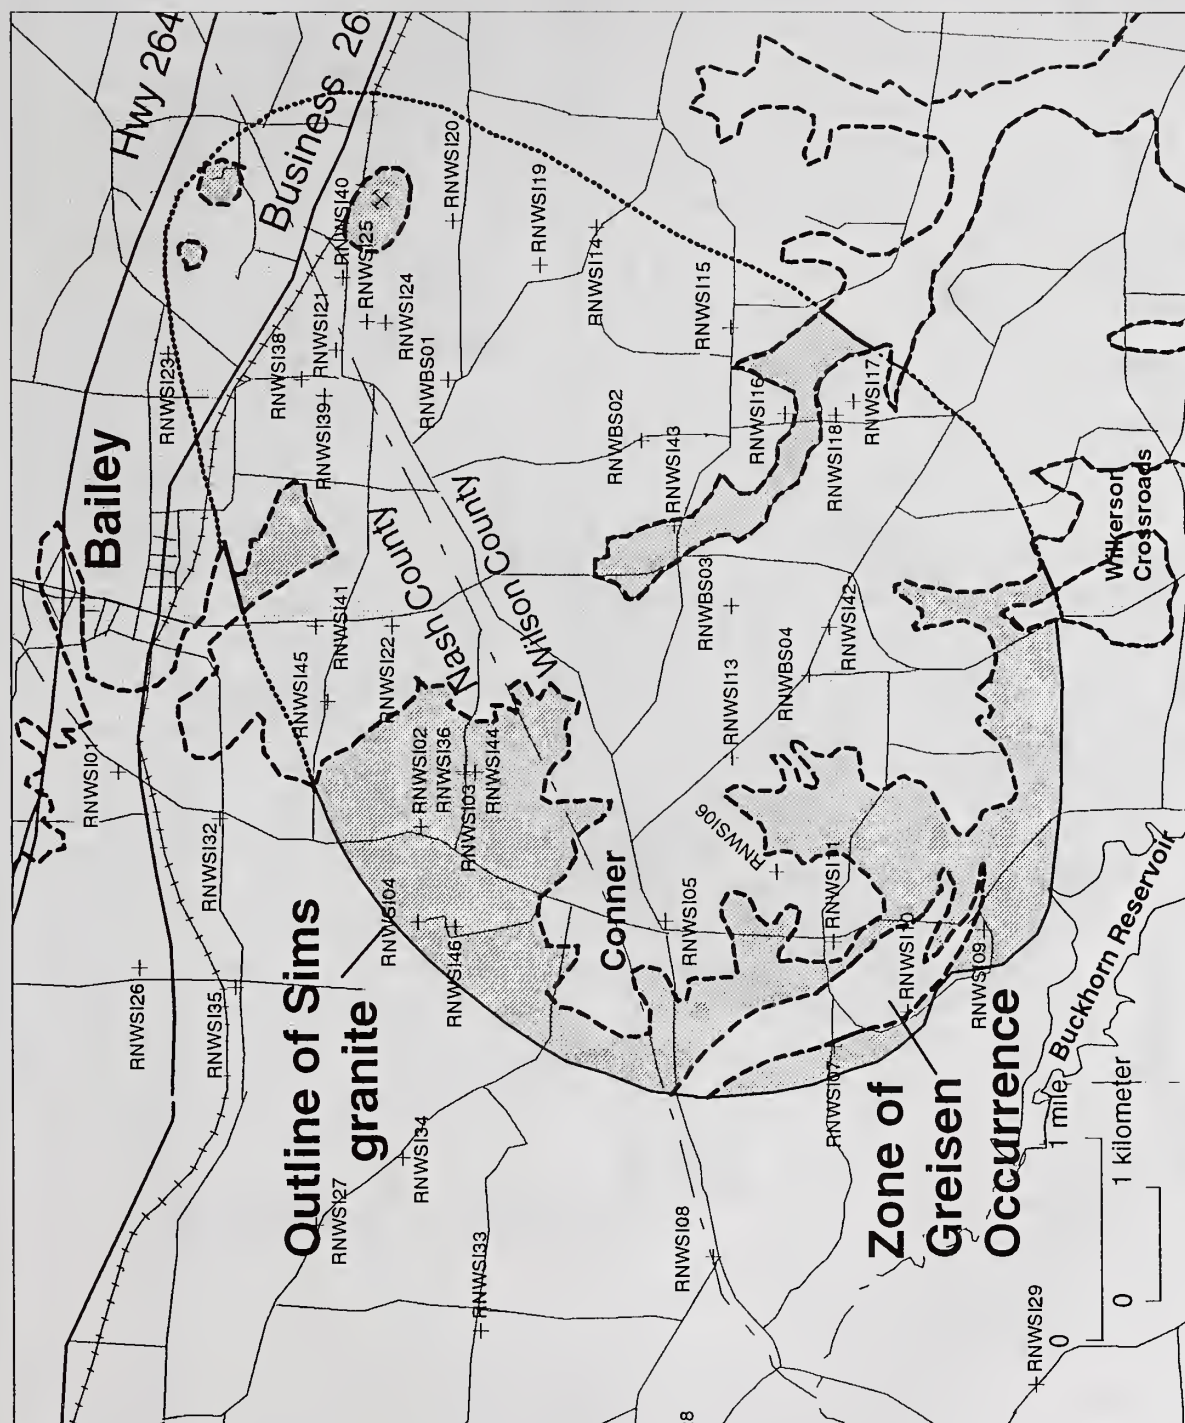 Hwy 264
Business 26
Bailey
RNWSI01
RNWSI32
RNWSI26
RNWSI35
RNWSI23
RNWSI38
RNWSI21
RNWSI40
RNWSI25
RNWSI24
RNWSI39
RNWBS01
RNWSI20
RNWSI19
RNWSI14
RNWSI15
RNWSI45
RNWSI41
RNWSI22
Nash County
Wilson County
RNWSI02
RNWSI36
RNWSI03
RNWSI44
RNWSI04
RNWSI46
Outline of Sims
granite
RNWSI27
RNWSI34
RNWSI33
RNWBS02
RNWSI43
RNWSI16
RNWSI18
RNWSI17
RNWBS03
RNWSI13
RNWBS04
RNWSI42
Conner
RNWSI05
RNWSI06
RNWSI11
RNWSI10
RNWSI09
RNWSI07
RNWSI08
Wilkerson
Crossroads
Zone of
Greisen
Occurrence
Buckhorn Reservoir
RNWSI29
0
1 mile
0
1 kilometer
8